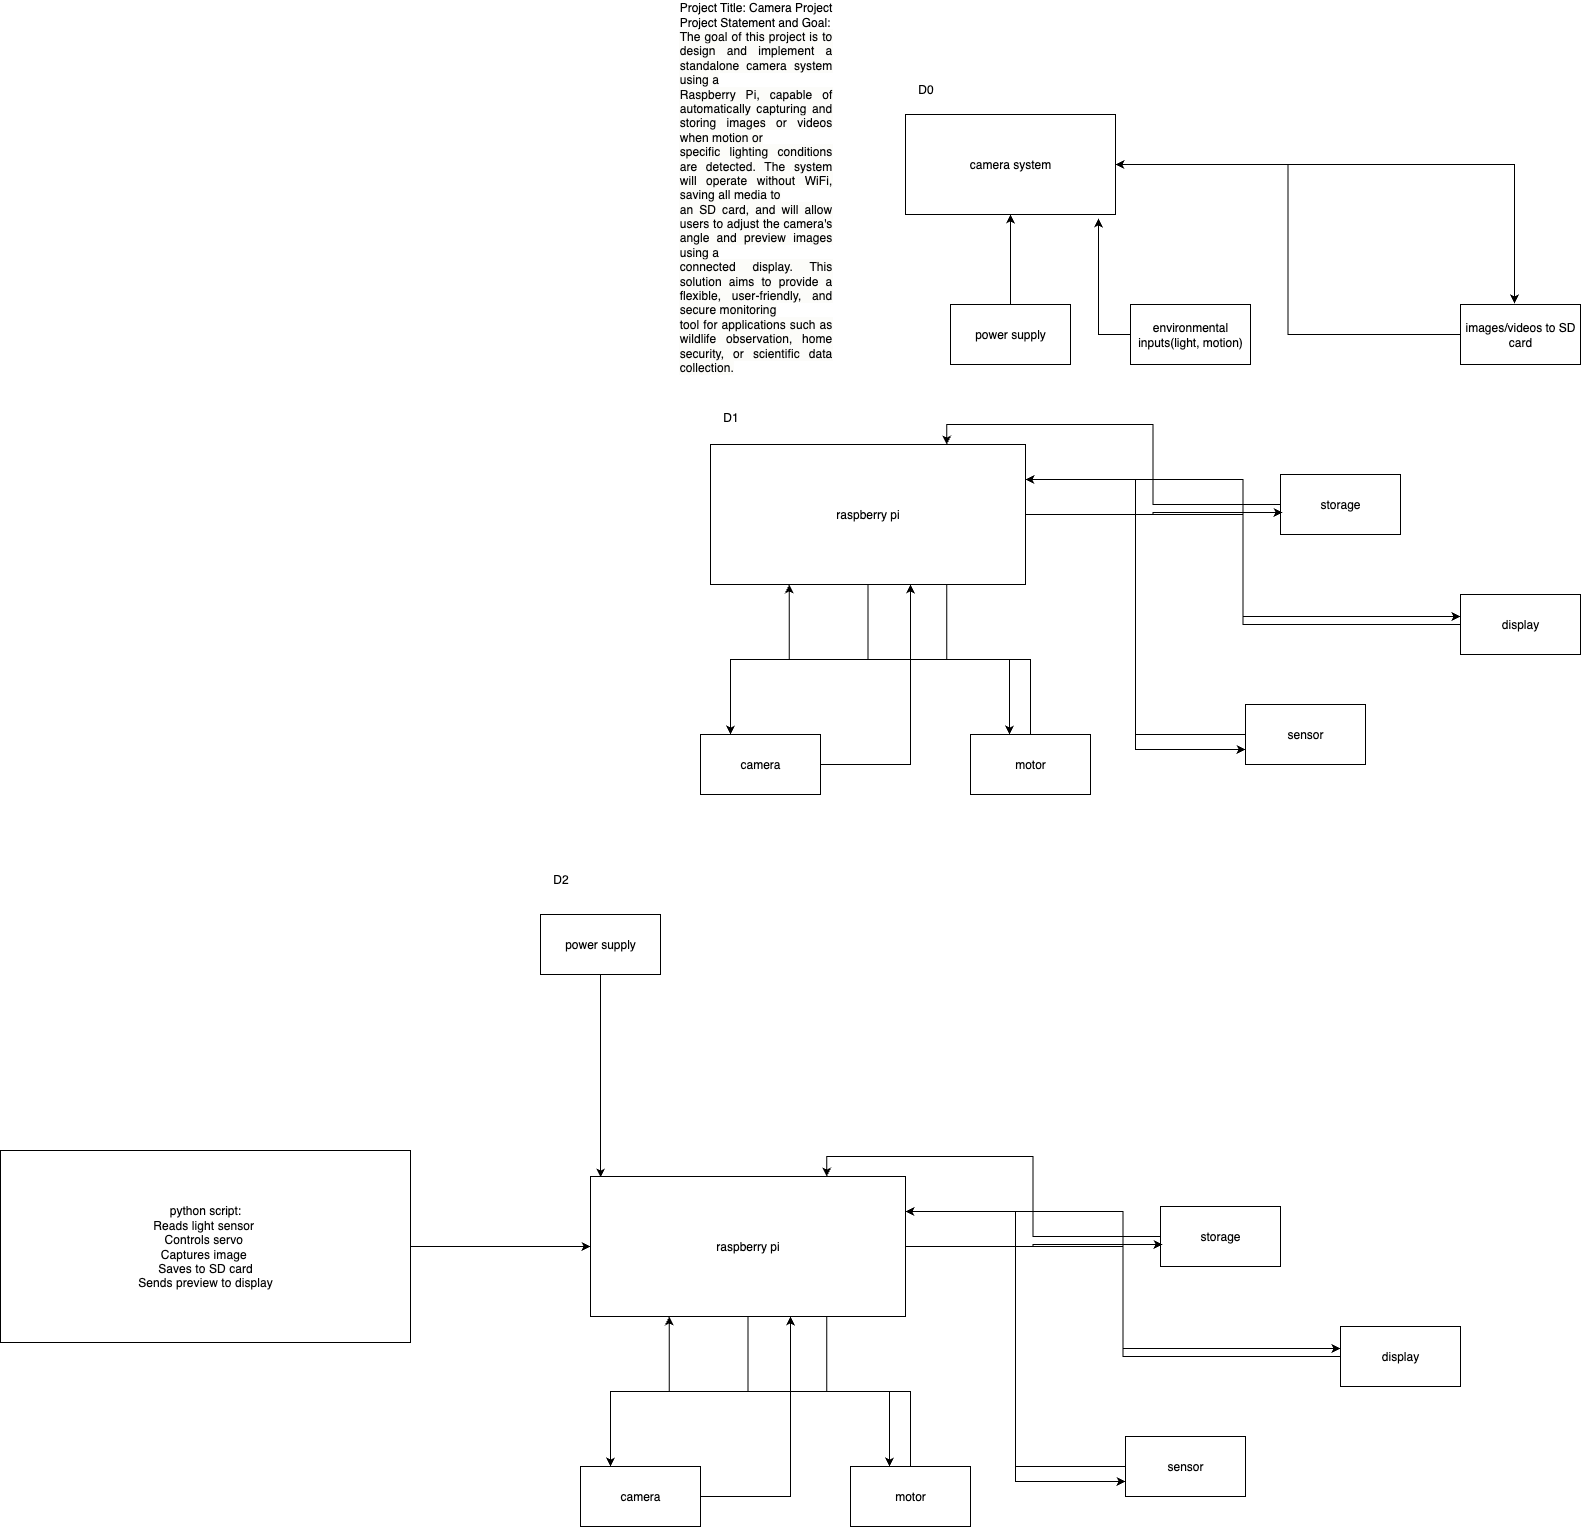 Project Title: Camera Project
Project Statement and Goal:
The goal of this project is to
design and implement a
standalone camera system
using a
Raspberry Pi, capable of
automatically capturing and
storing images or videos
when motion or
specific lighting conditions
are detected. The system
will operate without WiFi,
saving all media to
an SD card, and will allow
users to adjust the camera's
angle and preview images
using a
connected display. This
solution aims to provide a
flexible, user-friendly, and
secure monitoring
tool for applications such as
wildlife observation, home
security, or scientific data
collection.
D0
camera system
power supply
environmental
inputs(light, motion)
images/videos to SD
card
D1
raspberry pi
storage
display
sensor
camera
motor
D2
power supply
python script:
Reads light sensor
Controls servo
Captures image
Saves to SD card
Sends preview to display
raspberry pi
storage
display
sensor
camera
motor